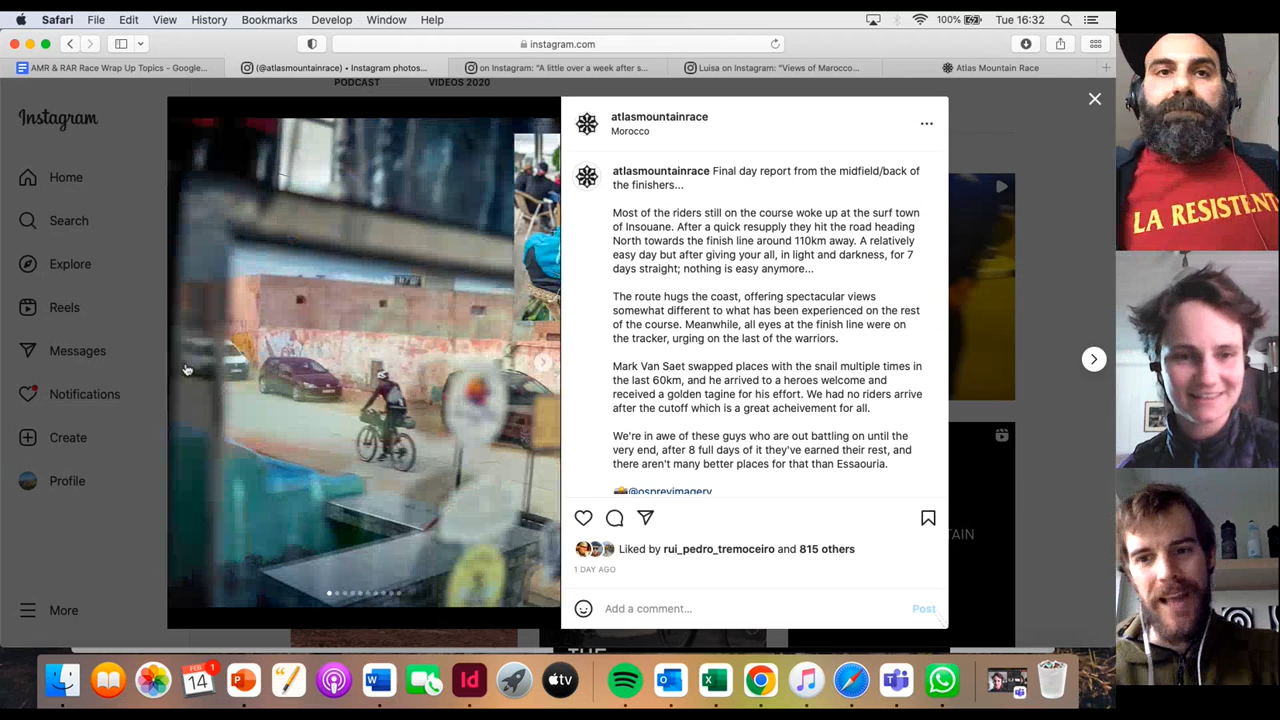 Safari File Edit View History Bookmarks Develop Window Help 100% Tue 16:32
instagram.com
AMR & RAR Race Wrap Up Topics - Google...
(@atlasmountainrace) • Instagram photos...
on Instagram: "A little over a week after s...
Luisa on Instagram: "Views of Marocco...
Atlas Mountain Race
PODCAST
VIDEOS 2020
Instagram
Home
Search
Explore
Reels
Messages
Notifications
Create
Profile
More
atlasmountainrace
Morocco
atlasmountainrace Final day report from the midfield/back of
the finishers...
Most of the riders still on the course woke up at the surf town
of Insouane. After a quick resupply they hit the road heading
North towards the finish line around 110km away. A relatively
easy day but after giving your all, in light and darkness, for 7
days straight; nothing is easy anymore...
The route hugs the coast, offering spectacular views
somewhat different to what has been experienced on the rest
of the course. Meanwhile, all eyes at the finish line were on
the tracker, urging on the last of the warriors.
Mark Van Saet swapped places with the snail multiple times in
the last 60km, and he arrived to a heroes welcome and
received a golden tagine for his effort. We had no riders arrive
after the cutoff which is a great acheivement for all.
We're in awe of these guys who are out battling on until the
very end, after 8 full days of it they've earned their rest, and
there aren't many better places for that than Essaouria.
@ospreyimagery
Liked by rui_pedro_tremoceiro and 815 others
1 DAY AGO
Add a comment...
Post
AIN
THE
LA RESISTENT
FEB
14
1
W
Id
tv